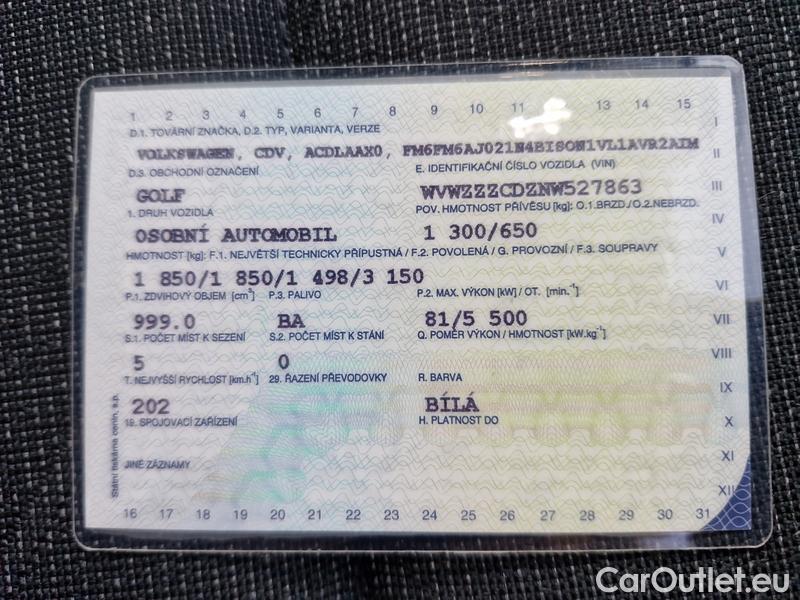 1 2 3 4 5 6 7 8 9 10 11 13 14 15
D.1. TOVÁRNÍ ZNAČKA, D.2. TYP, VARIANTA, VERZE
I
VOLKSWAGEN, CDV, ACDLAAX0, FM6FM6AJ021N4BISON1VL1AVR2AIM
II
D.3. OBCHODNÍ OZNAČENÍ E. IDENTIFIKAČNÍ ČÍSLO VOZIDLA (VIN)
GOLF WVWZZZCDZNW527863
III
1. DRUH VOZIDLA POV. HMOTNOST PŘÍVĚSU [kg]: O.1.BRZD./O.2.NEBRZD.
IV
OSOBNÍ AUTOMOBIL 1 300/650
HMOTNOST [kg]: F.1. NEJVĚTŠÍ TECHNICKY PŘÍPUSTNÁ / F.2. POVOLENÁ / G. PROVOZNÍ / F.3. SOUPRAVY
V
1 850/1 850/1 498/3 150
VI
P.1. ZDVIHOVÝ OBJEM [cm³] P.3. PALIVO P.2. MAX. VÝKON [kW] / OT. [min.⁻¹]
999.0 BA 81/5 500
VII
S.1. POČET MÍST K SEZENÍ S.2. POČET MÍST K STÁNÍ Q. POMĚR VÝKON / HMOTNOST [kW.kg⁻¹]
5 0
VIII
T. NEJVYŠŠÍ RYCHLOST [km.h⁻¹] 29. ŘAZENÍ PŘEVODOVKY R. BARVA
IX
202 BÍLÁ
19. SPOJOVACÍ ZAŘÍZENÍ H. PLATNOST DO
X
JINÉ ZÁZNAMY
XI
XII
Státní tiskárna cenin, s.p.
16 17 18 19 20 21 22 23 24 25 26 27 28 29 30 31
CarOutlet.eu